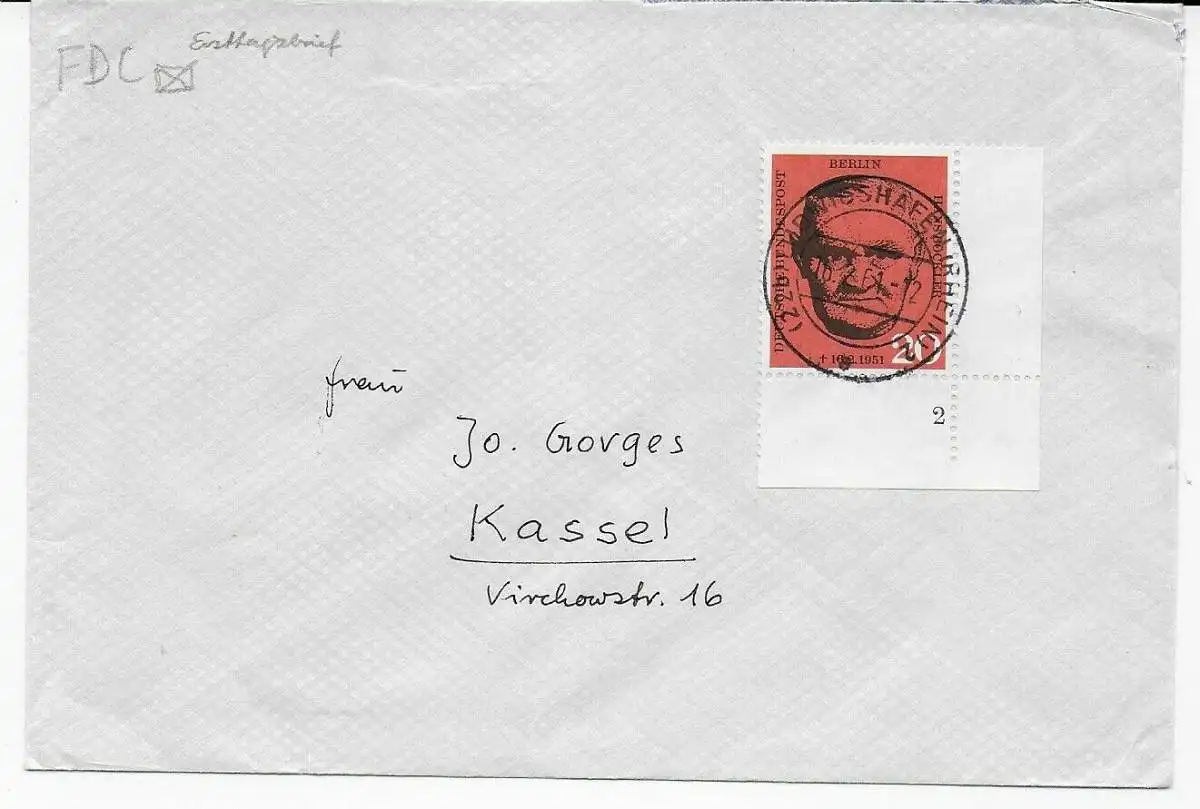 FDC Ersttagsbrief
BERLIN
DEUTSCHE BUNDESPOST
HANS BÖCKLER
20
† 16.2.1951
2
Frau
Jo. Gorges
Kassel
Virchowstr. 16